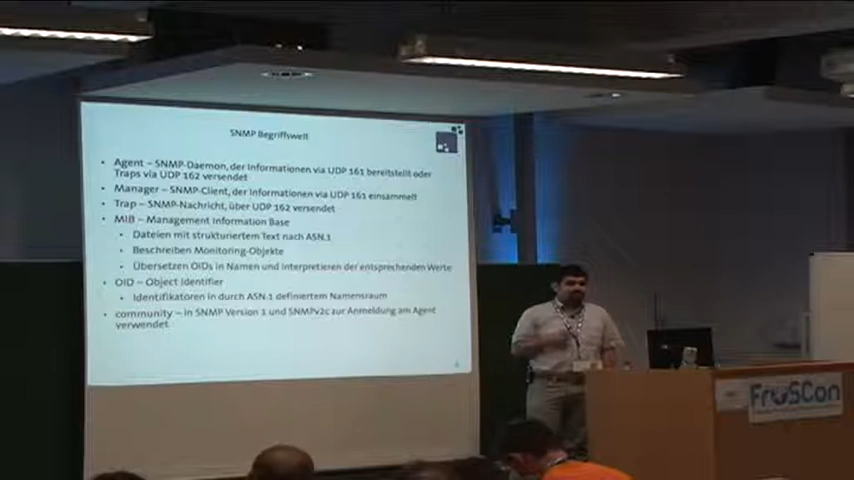 SNMP Begriffswelt
• Agent – SNMP-Daemon, der Informationen via UDP 161 bereitstellt oder
Traps via UDP 162 versendet
• Manager – SNMP-Client, der Informationen via UDP 161 einsammelt
• Trap – SNMP-Nachricht, über UDP 162 versendet
• MIB – Management Information Base
• Dateien mit strukturiertem Text nach ASN.1
• Beschreiben Monitoring-Objekte
• Übersetzen OIDs in Namen und interpretieren der entsprechenden Werte
• OID – Object Identifier
• Identifikatoren in durch ASN.1 definiertem Namensraum
• community – in SNMP Version 1 und SNMPv2c zur Anmeldung am Agent
verwendet
FrOSCon